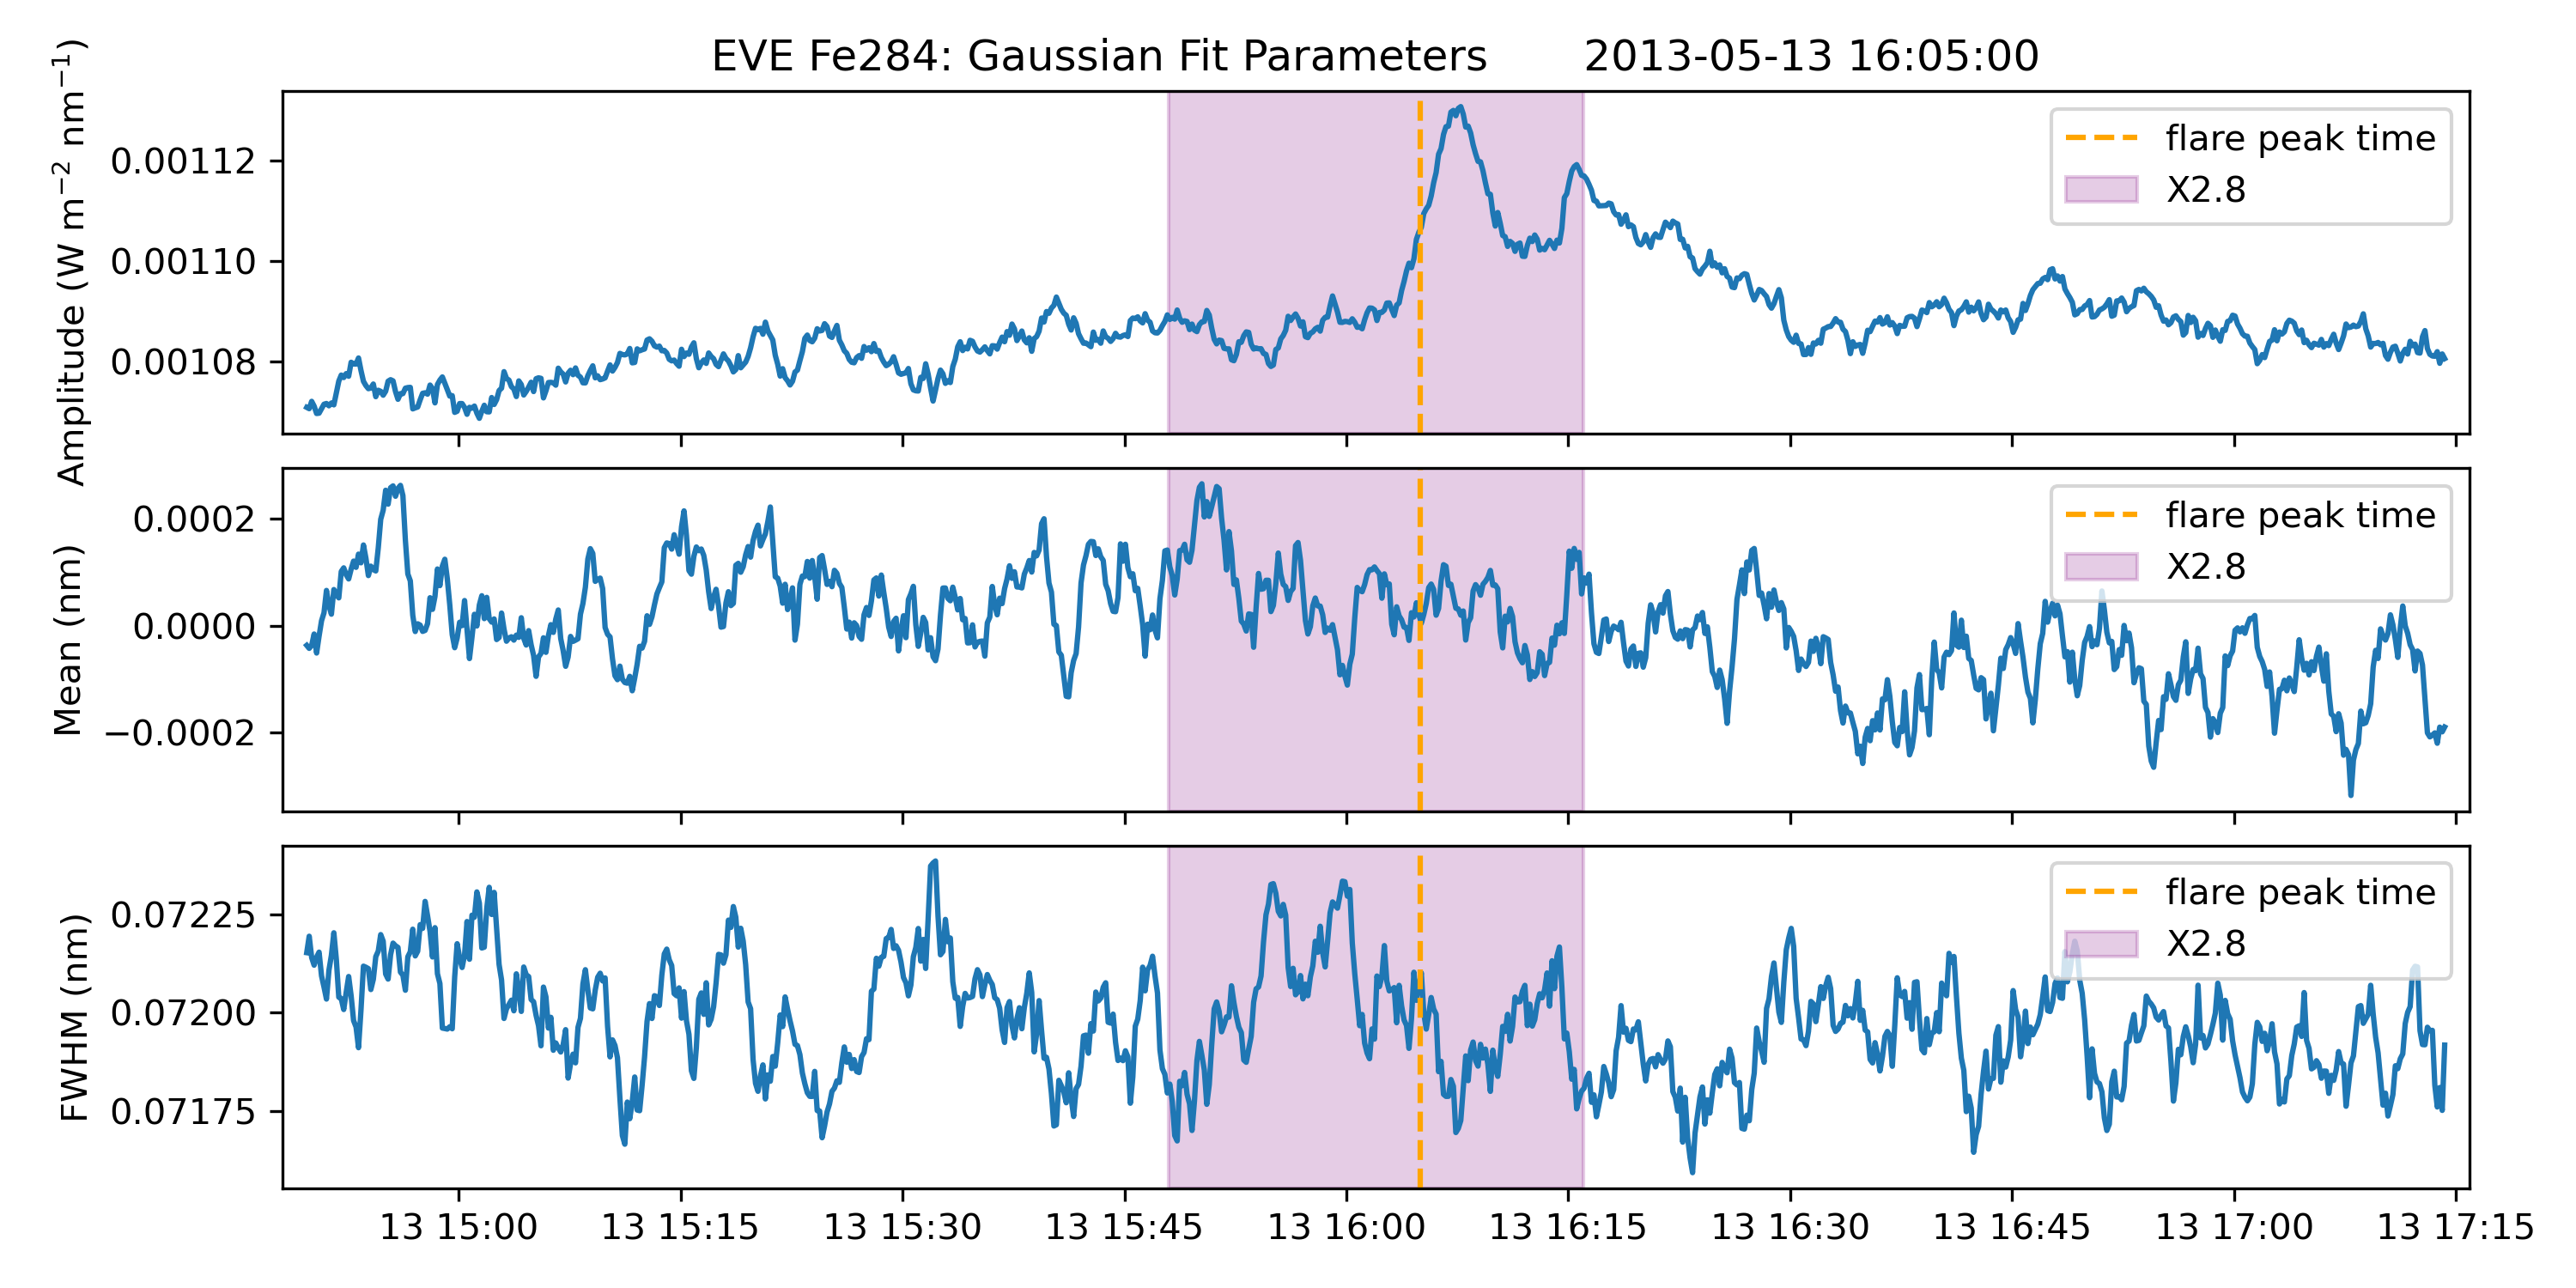 EVE Fe284: Gaussian Fit Parameters 2013-05-13 16:05:00
Amplitude (W m⁻² nm⁻¹)
0.00112
0.00110
0.00108
flare peak time
X2.8
Mean (nm)
0.0002
0.0000
−0.0002
flare peak time
X2.8
FWHM (nm)
0.07225
0.07200
0.07175
flare peak time
X2.8
13 15:00 13 15:15 13 15:30 13 15:45 13 16:00 13 16:15 13 16:30 13 16:45 13 17:00 13 17:15